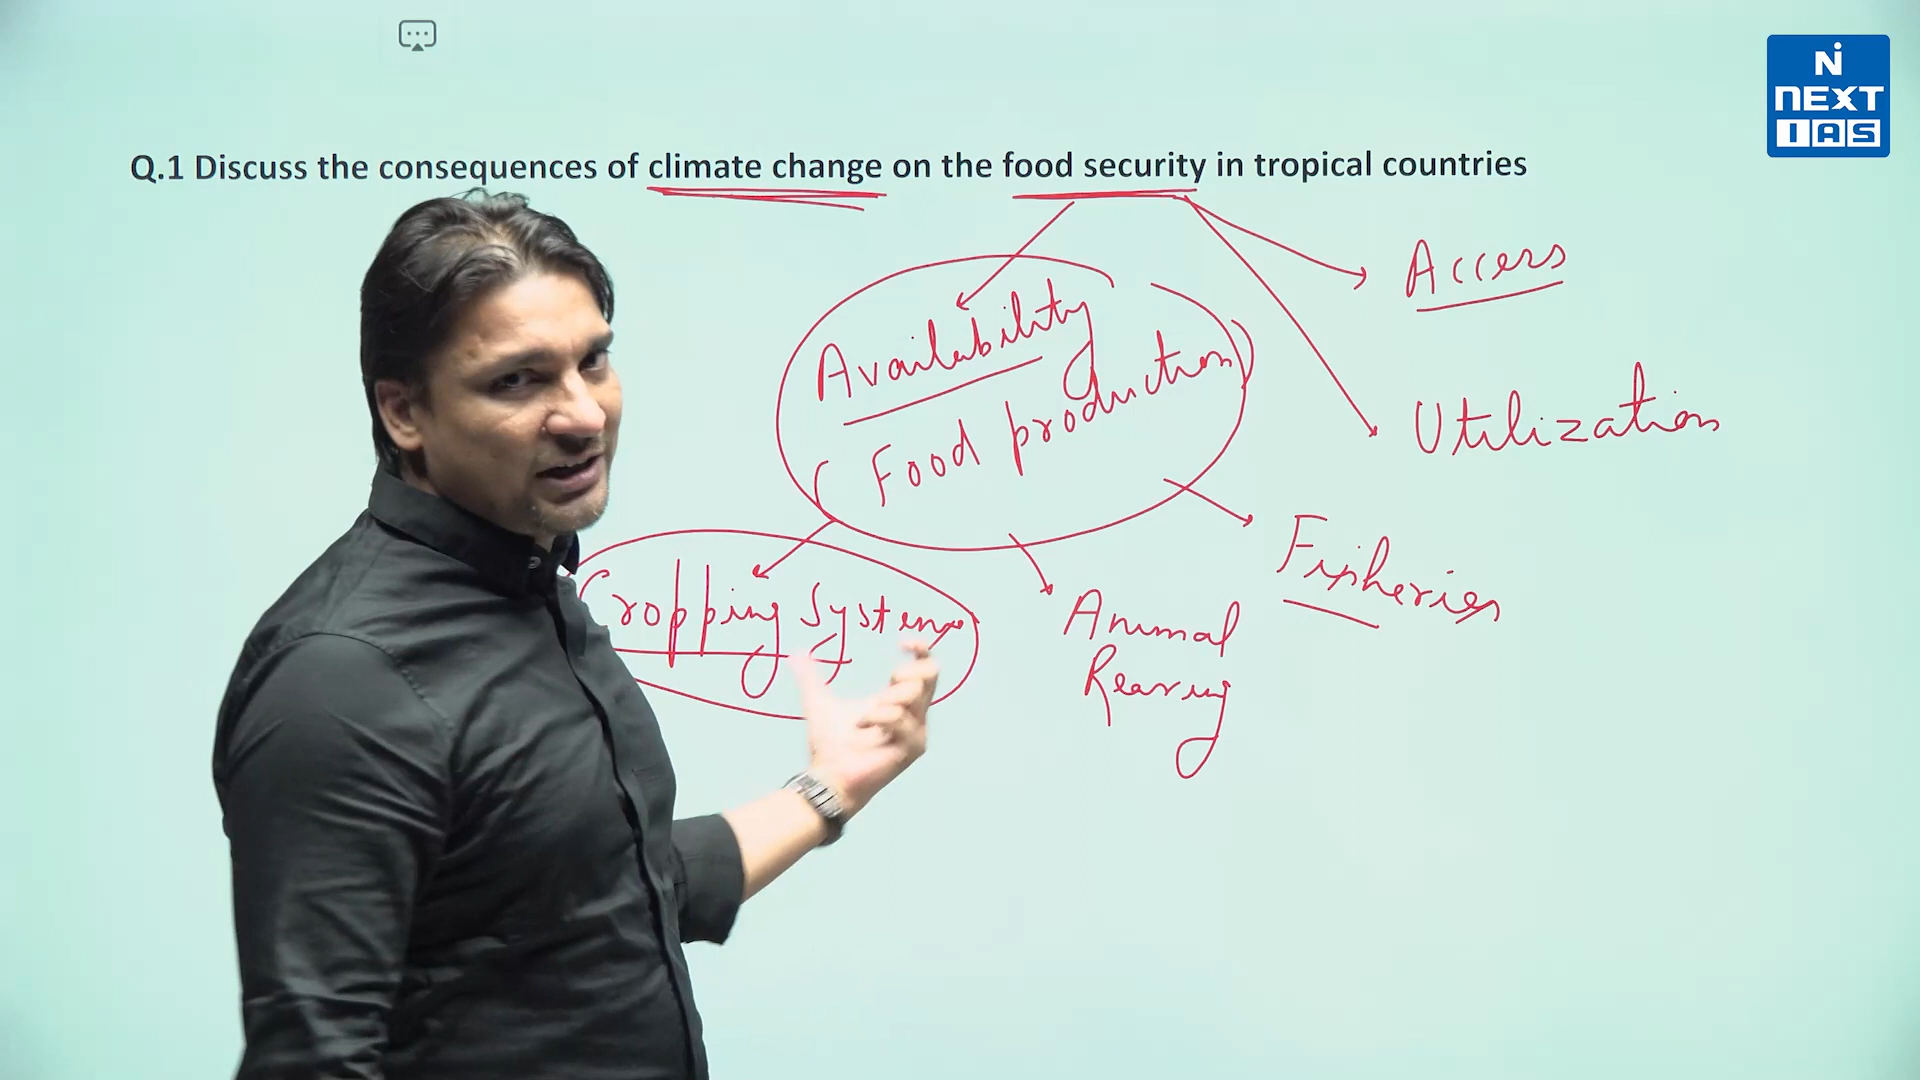 NEXT
IAS
Q.1 Discuss the consequences of climate change on the food security in tropical countries
Access
Availability
(Food production)
Utilization
Fisheries
Cropping System
Animal
Rearing